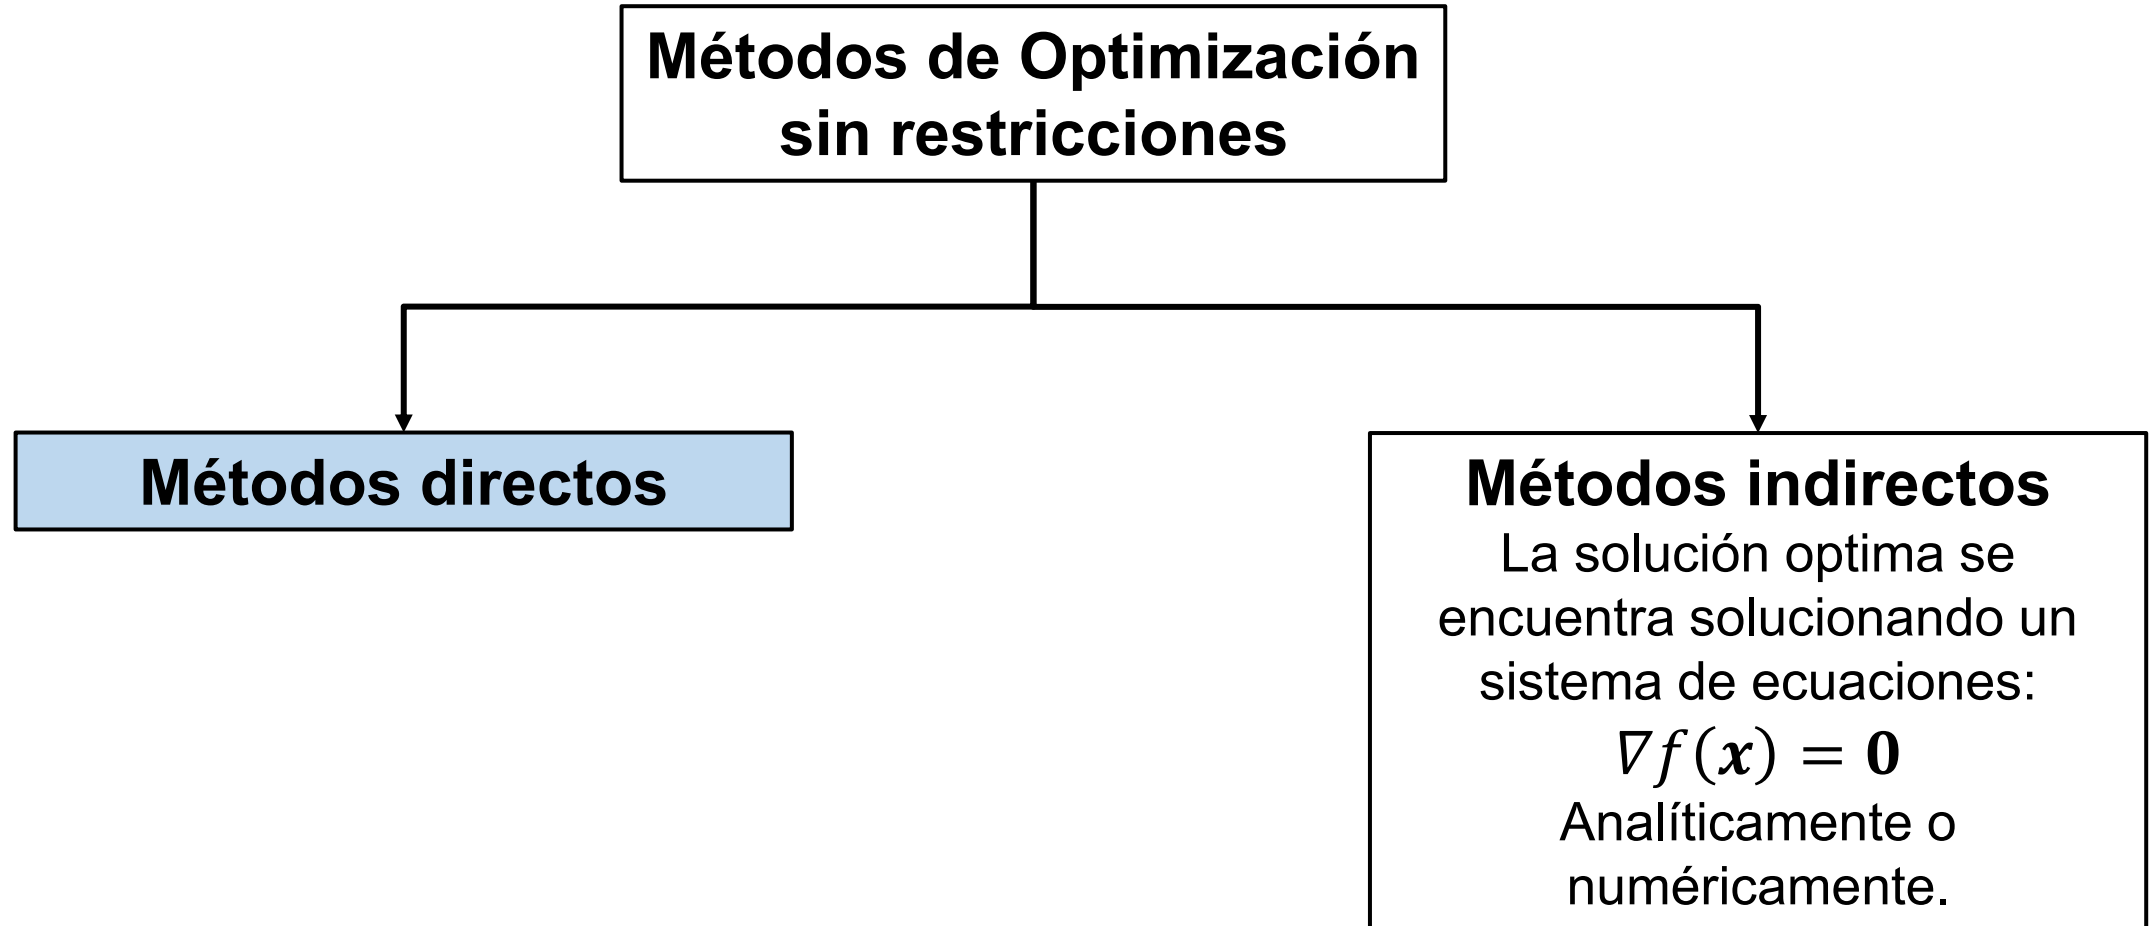 Métodos de Optimización
sin restricciones
Métodos directos
Métodos indirectos
La solución optima se
encuentra solucionando un
sistema de ecuaciones:
∇f(x) = 0
Analíticamente o
numéricamente.